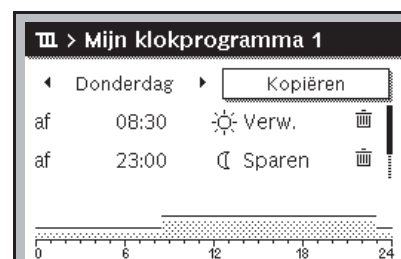 > Mijn klokprogramma 1
Donderdag Kopiëren
af 08:30 Verw.
af 23:00 Sparen
0 6 12 18 24